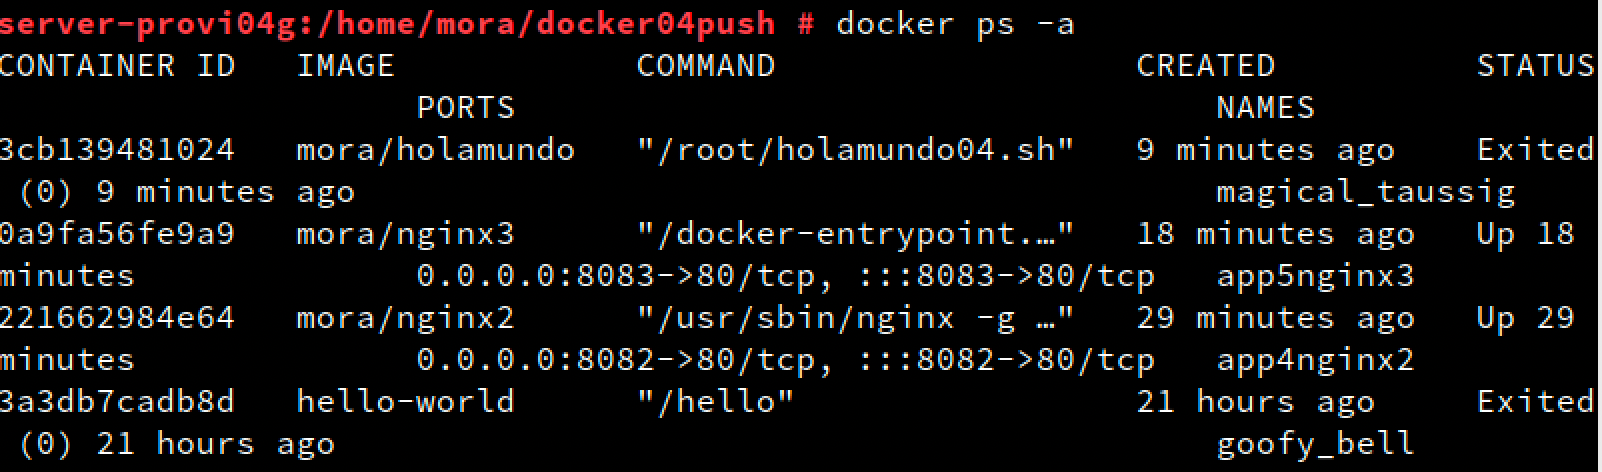 server-provi04g:/home/mora/docker04push # docker ps -a
CONTAINER ID   IMAGE            COMMAND                  CREATED          STATUS
                     PORTS                                   NAMES
3cb139481024   mora/holamundo   "/root/holamundo04.sh"   9 minutes ago    Exited
 (0) 9 minutes ago                                           magical_taussig
0a9fa56fe9a9   mora/nginx3      "/docker-entrypoint.…"   18 minutes ago   Up 18
minutes              0.0.0.0:8083->80/tcp, :::8083->80/tcp   app5nginx3
221662984e64   mora/nginx2      "/usr/sbin/nginx -g …"   29 minutes ago   Up 29
minutes              0.0.0.0:8082->80/tcp, :::8082->80/tcp   app4nginx2
3a3db7cadb8d   hello-world      "/hello"                 21 hours ago     Exited
 (0) 21 hours ago                                            goofy_bell